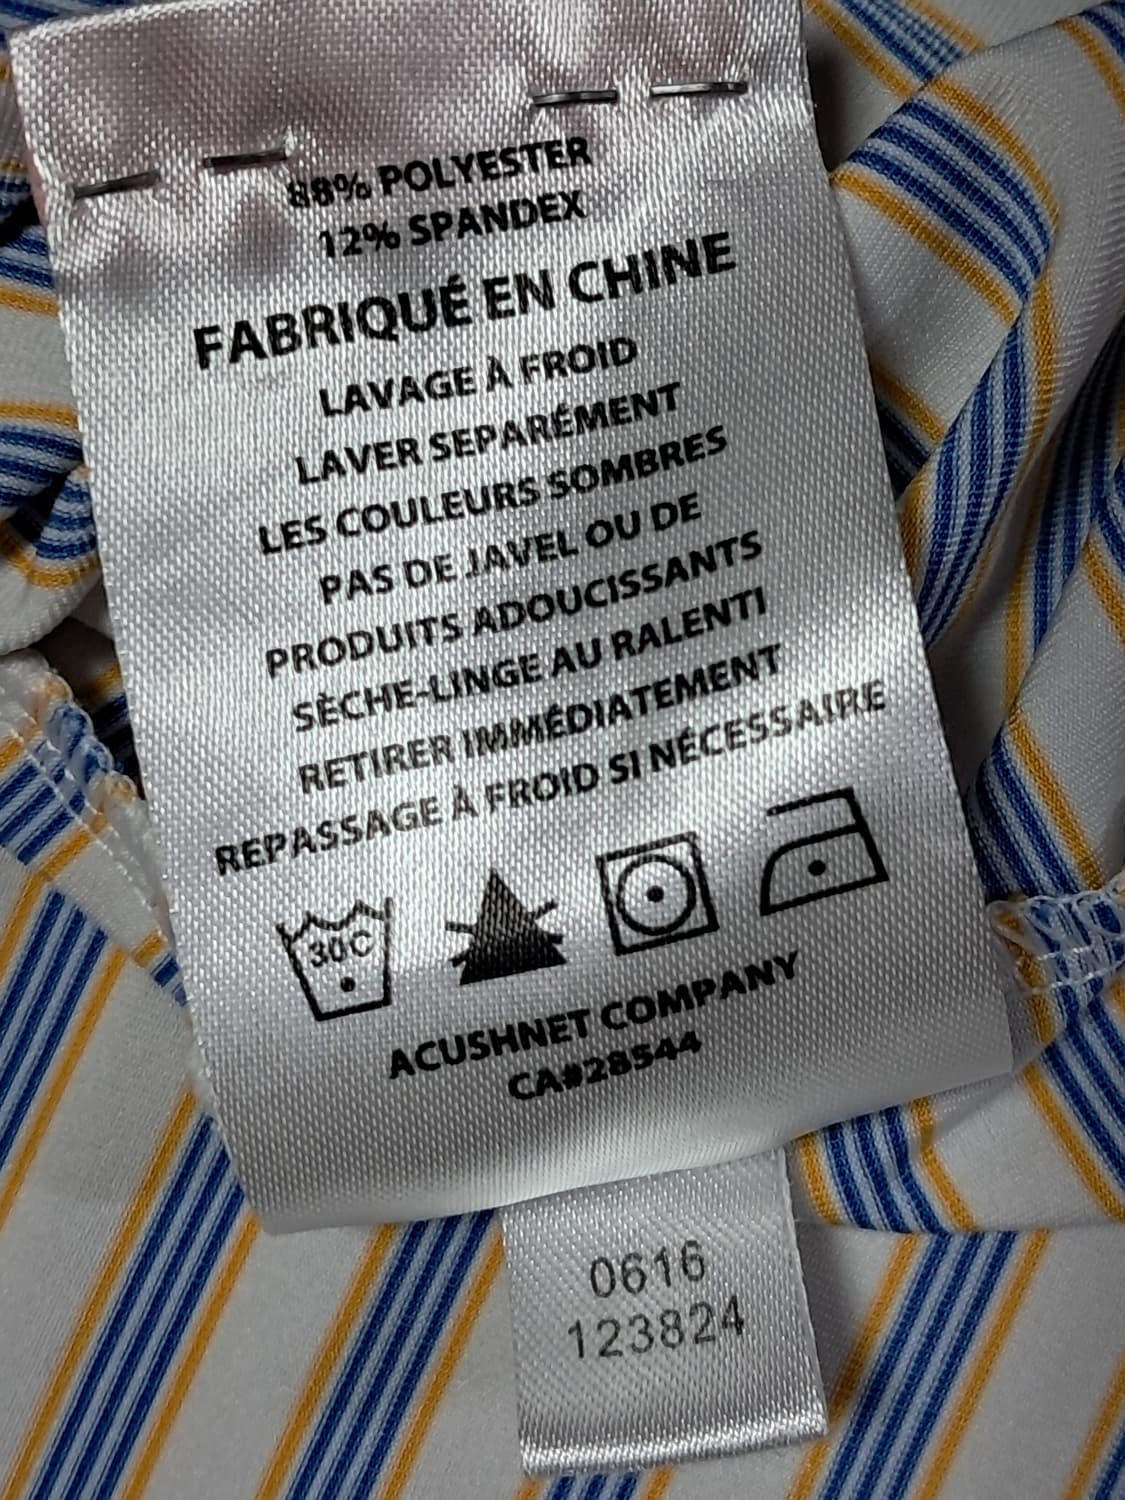 88% POLYESTER
12% SPANDEX
FABRIQUÉ EN CHINE
LAVAGE À FROID
LAVER SEPARÉMENT
LES COULEURS SOMBRES
PAS DE JAVEL OU DE
PRODUITS ADOUCISSANTS
SÈCHE-LINGE AU RALENTI
RETIRER IMMÉDIATEMENT
REPASSAGE À FROID SI NÉCESSAIRE
30C
ACUSHNET COMPANY
CA#28544
0616
123824